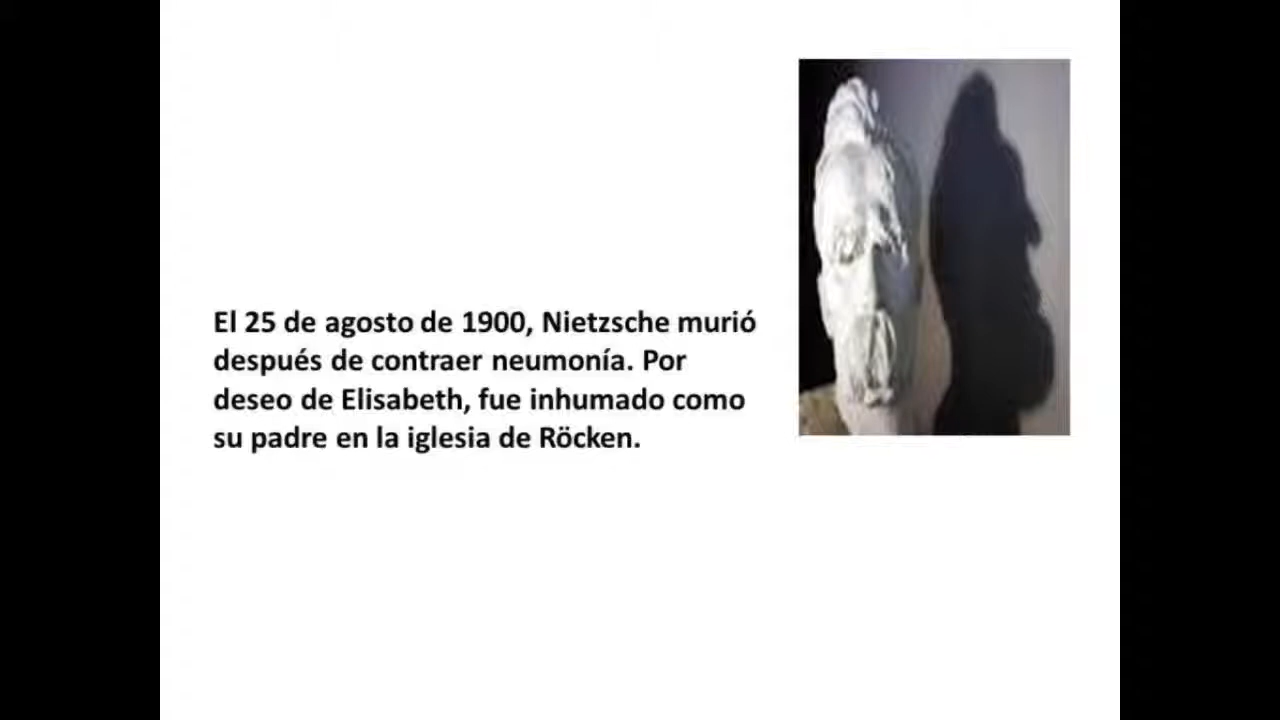 El 25 de agosto de 1900, Nietzsche murió
después de contraer neumonía. Por
deseo de Elisabeth, fue inhumado como
su padre en la iglesia de Röcken.